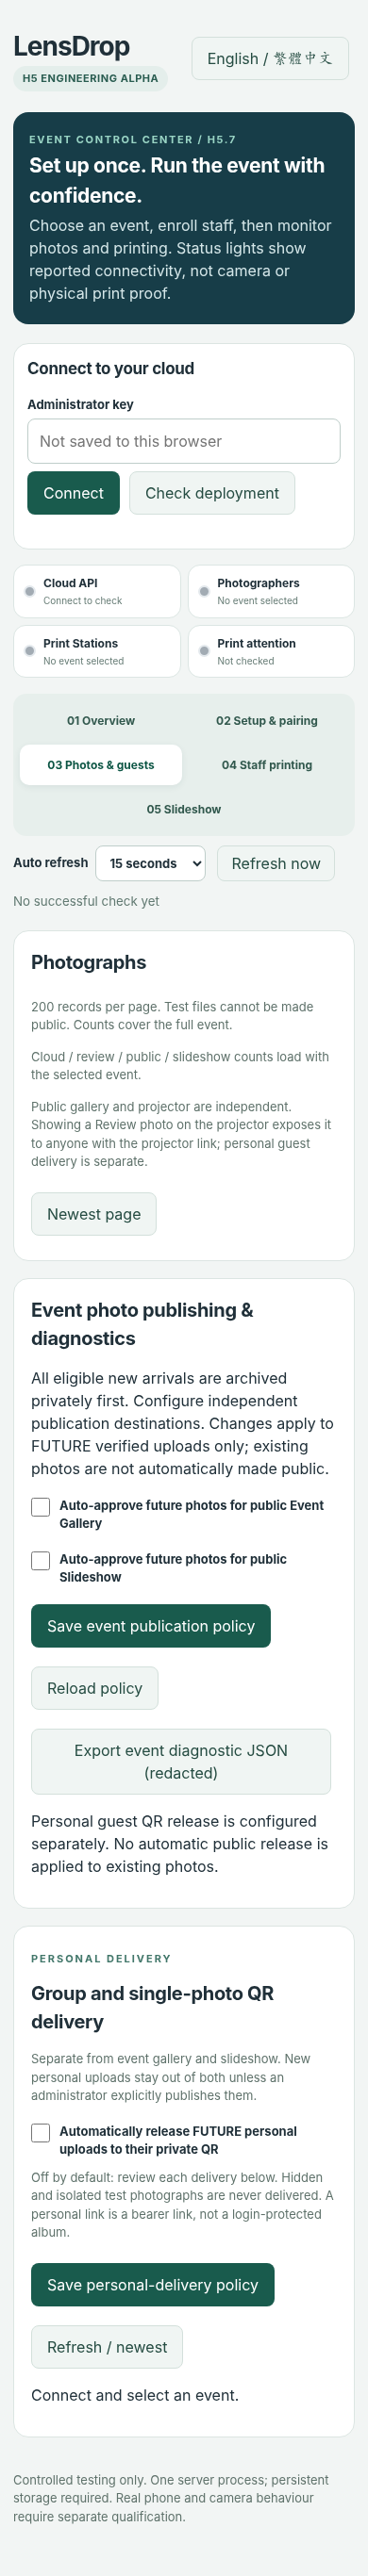 LensDrop
H5 ENGINEERING ALPHA
English / 繁體中文
EVENT CONTROL CENTER / H5.7
Set up once. Run the event with
confidence.
Choose an event, enroll staff, then monitor
photos and printing. Status lights show
reported connectivity, not camera or
physical print proof.
Connect to your cloud
Administrator key
Not saved to this browser
Connect
Check deployment
Cloud API
Connect to check
Photographers
No event selected
Print Stations
No event selected
Print attention
Not checked
01 Overview
02 Setup & pairing
03 Photos & guests
04 Staff printing
05 Slideshow
Auto refresh
15 seconds
Refresh now
No successful check yet
Photographs
200 records per page. Test files cannot be made
public. Counts cover the full event.
Cloud / review / public / slideshow counts load with
the selected event.
Public gallery and projector are independent.
Showing a Review photo on the projector exposes it
to anyone with the projector link; personal guest
delivery is separate.
Newest page
Event photo publishing &
diagnostics
All eligible new arrivals are archived
privately first. Configure independent
publication destinations. Changes apply to
FUTURE verified uploads only; existing
photos are not automatically made public.
Auto-approve future photos for public Event
Gallery
Auto-approve future photos for public
Slideshow
Save event publication policy
Reload policy
Export event diagnostic JSON
(redacted)
Personal guest QR release is configured
separately. No automatic public release is
applied to existing photos.
PERSONAL DELIVERY
Group and single-photo QR
delivery
Separate from event gallery and slideshow. New
personal uploads stay out of both unless an
administrator explicitly publishes them.
Automatically release FUTURE personal
uploads to their private QR
Off by default: review each delivery below. Hidden
and isolated test photographs are never delivered. A
personal link is a bearer link, not a login-protected
album.
Save personal-delivery policy
Refresh / newest
Connect and select an event.
Controlled testing only. One server process; persistent
storage required. Real phone and camera behaviour
require separate qualification.